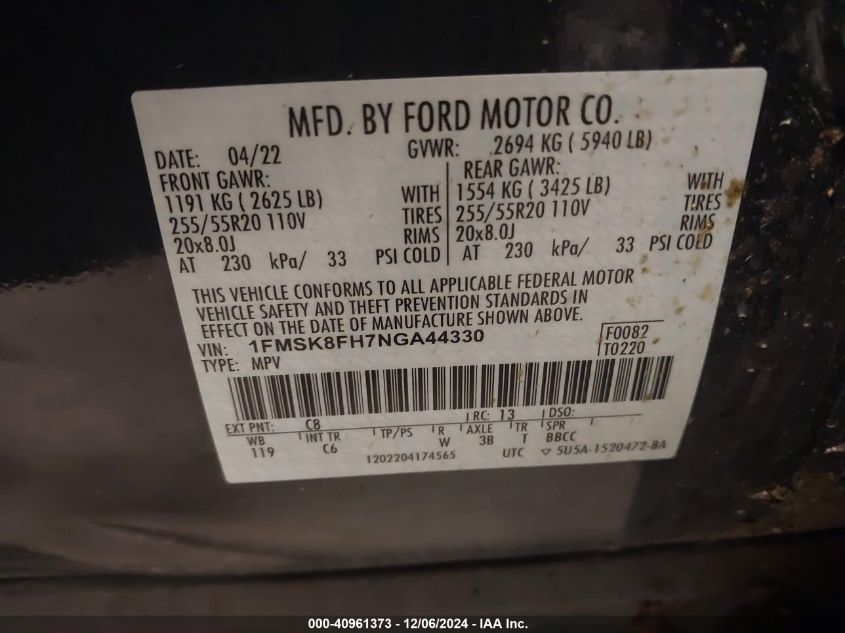 MFD. BY FORD MOTOR CO.
DATE: 04/22 GVWR: 2694 KG ( 5940 LB)
FRONT GAWR: REAR GAWR:
1191 KG ( 2625 LB) WITH 1554 KG ( 3425 LB) WITH
255/55R20 110V TIRES 255/55R20 110V TIRES
20x8.0J RIMS 20x8.0J RIMS
AT 230 kPa/ 33 PSI COLD AT 230 kPa/ 33 PSI COLD
THIS VEHICLE CONFORMS TO ALL APPLICABLE FEDERAL MOTOR
VEHICLE SAFETY AND THEFT PREVENTION STANDARDS IN
EFFECT ON THE DATE OF MANUFACTURE SHOWN ABOVE.
VIN: 1FMSK8FH7NGA44330 F0082
TYPE: MPV T0220
EXT PNT: C8 RC: 13 DSO:
WB INT TR TP/PS R AXLE TR SPR
119 C6 W 3B T BBCC
1202204174565 UTC ▽ 5U5A-1520472-BA
000-40961373 - 12/06/2024 - IAA Inc.